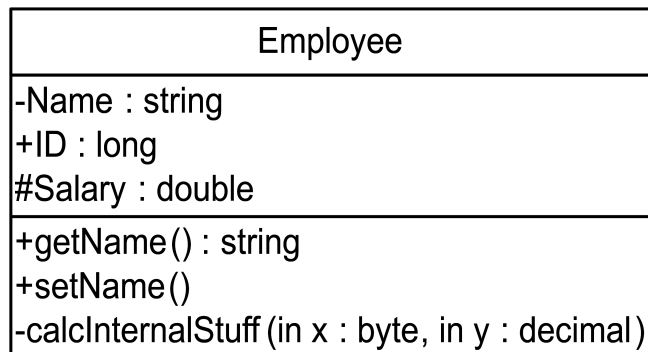 Employee
-Name : string
+ID : long
#Salary : double
+getName() : string
+setName()
-calcInternalStuff(in x : byte, in y : decimal)